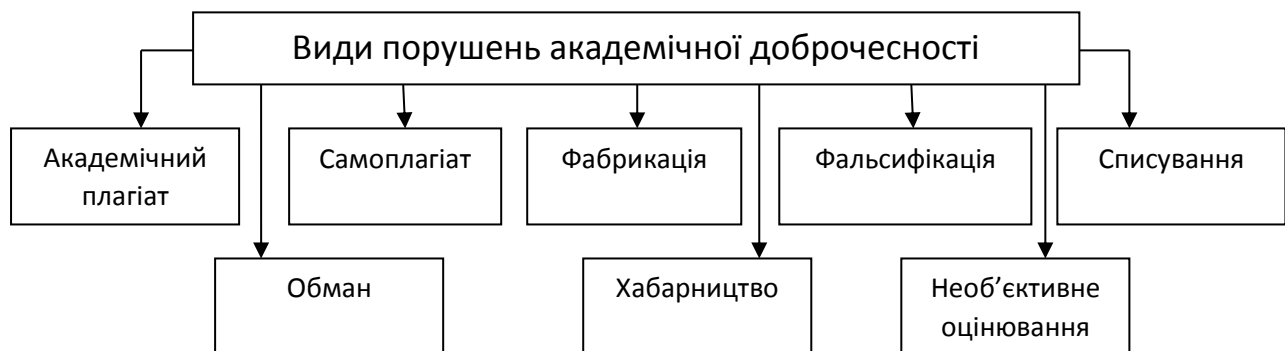 Види порушень академічної доброчесності
Академічний
плагіат
Самоплагіат
Фабрикація
Фальсифікація
Списування
Обман
Хабарництво
Необ’єктивне
оцінювання